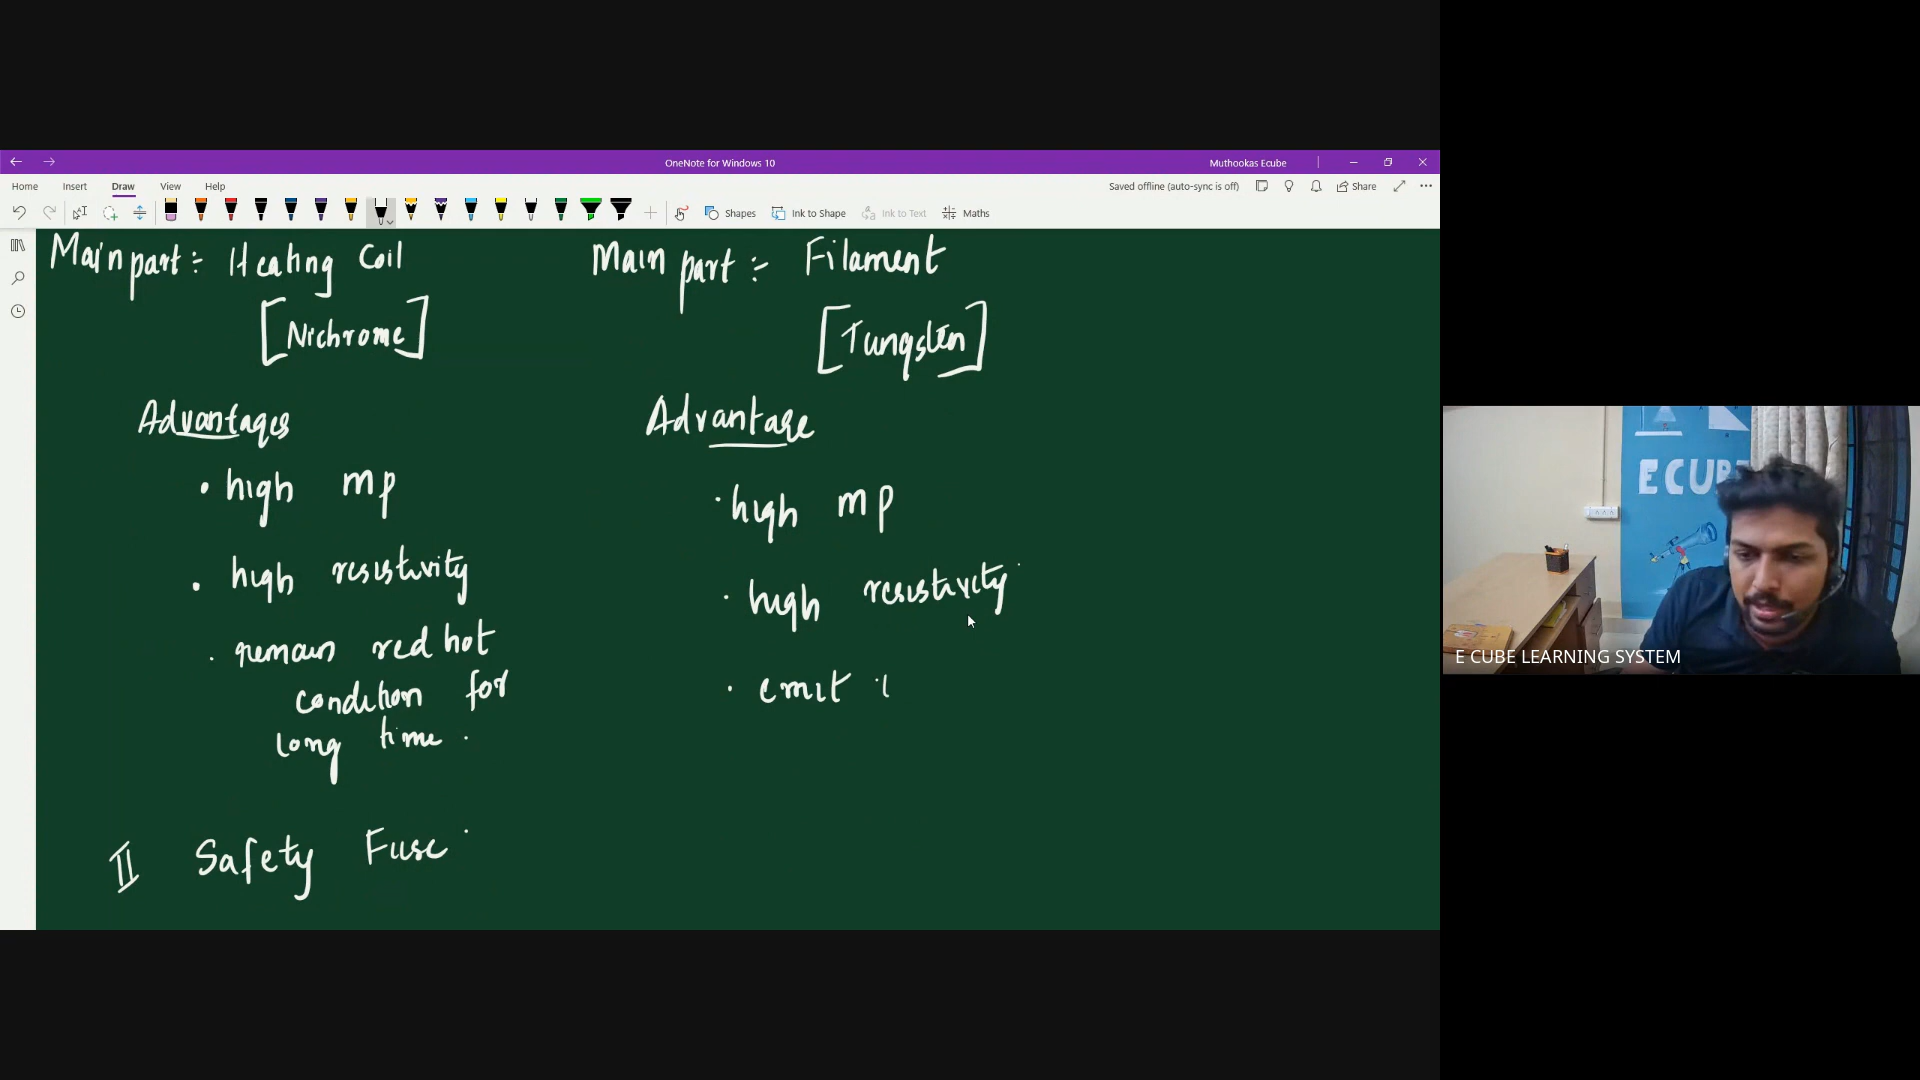 OneNote for Windows 10
Muthookas Ecube
Home Insert Draw View Help
Saved offline (auto-sync is off)
Share
Shapes
Ink to Shape
Ink to Text
Maths
Main part :- Heating Coil
[Nichrome]
Advantages
• high mp
• high resistivity
• remain red hot
condition for
long time .
II Safety Fuse
Main part :- Filament
[Tungsten]
Advantage
• high mp
• high resistivity
• emit
E CUBE
E CUBE LEARNING SYSTEM